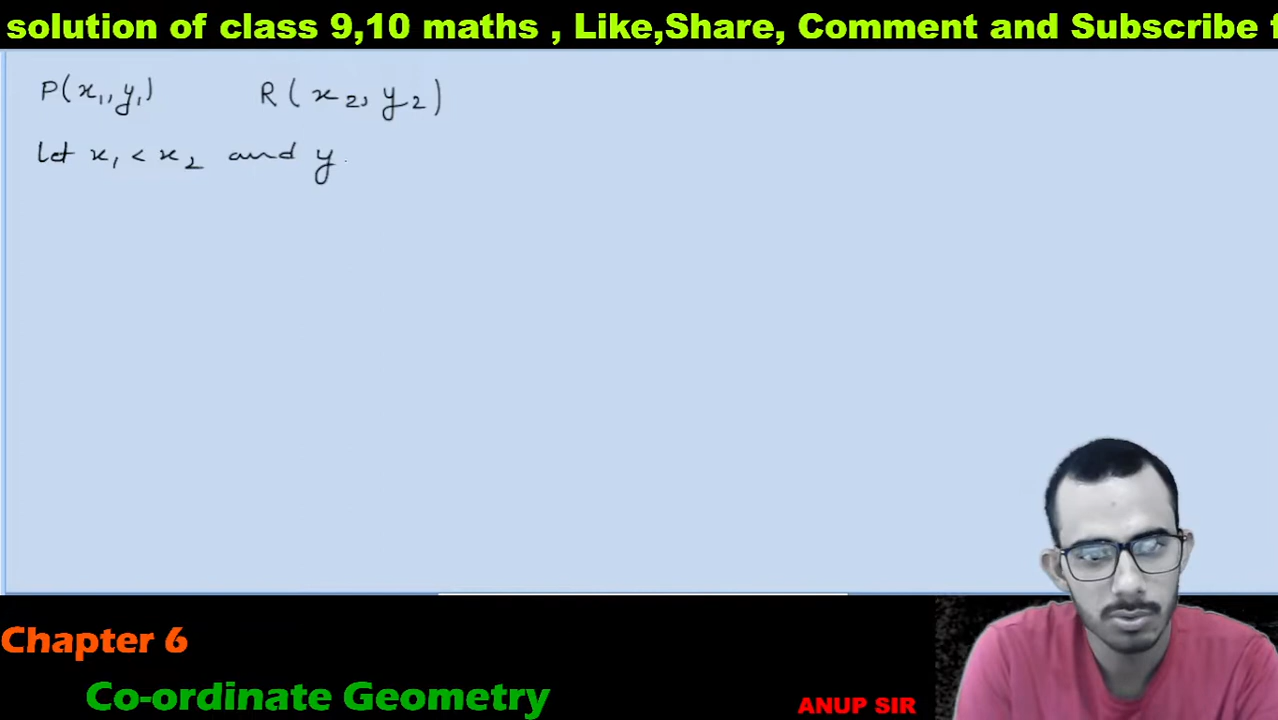 solution of class 9,10 maths , Like,Share, Comment and Subscribe f
P(x₁, y₁) R(x₂, y₂)
Let x₁ < x₂ and y
Chapter 6
Co-ordinate Geometry
ANUP SIR